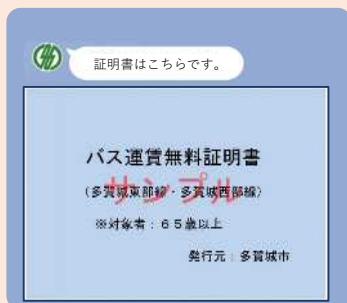 証明書はこちらです。
バス運賃無料証明書
(多賀城東部線・多賀城西部線)
サンプル
※対象者：65歳以上
発行元：多賀城市